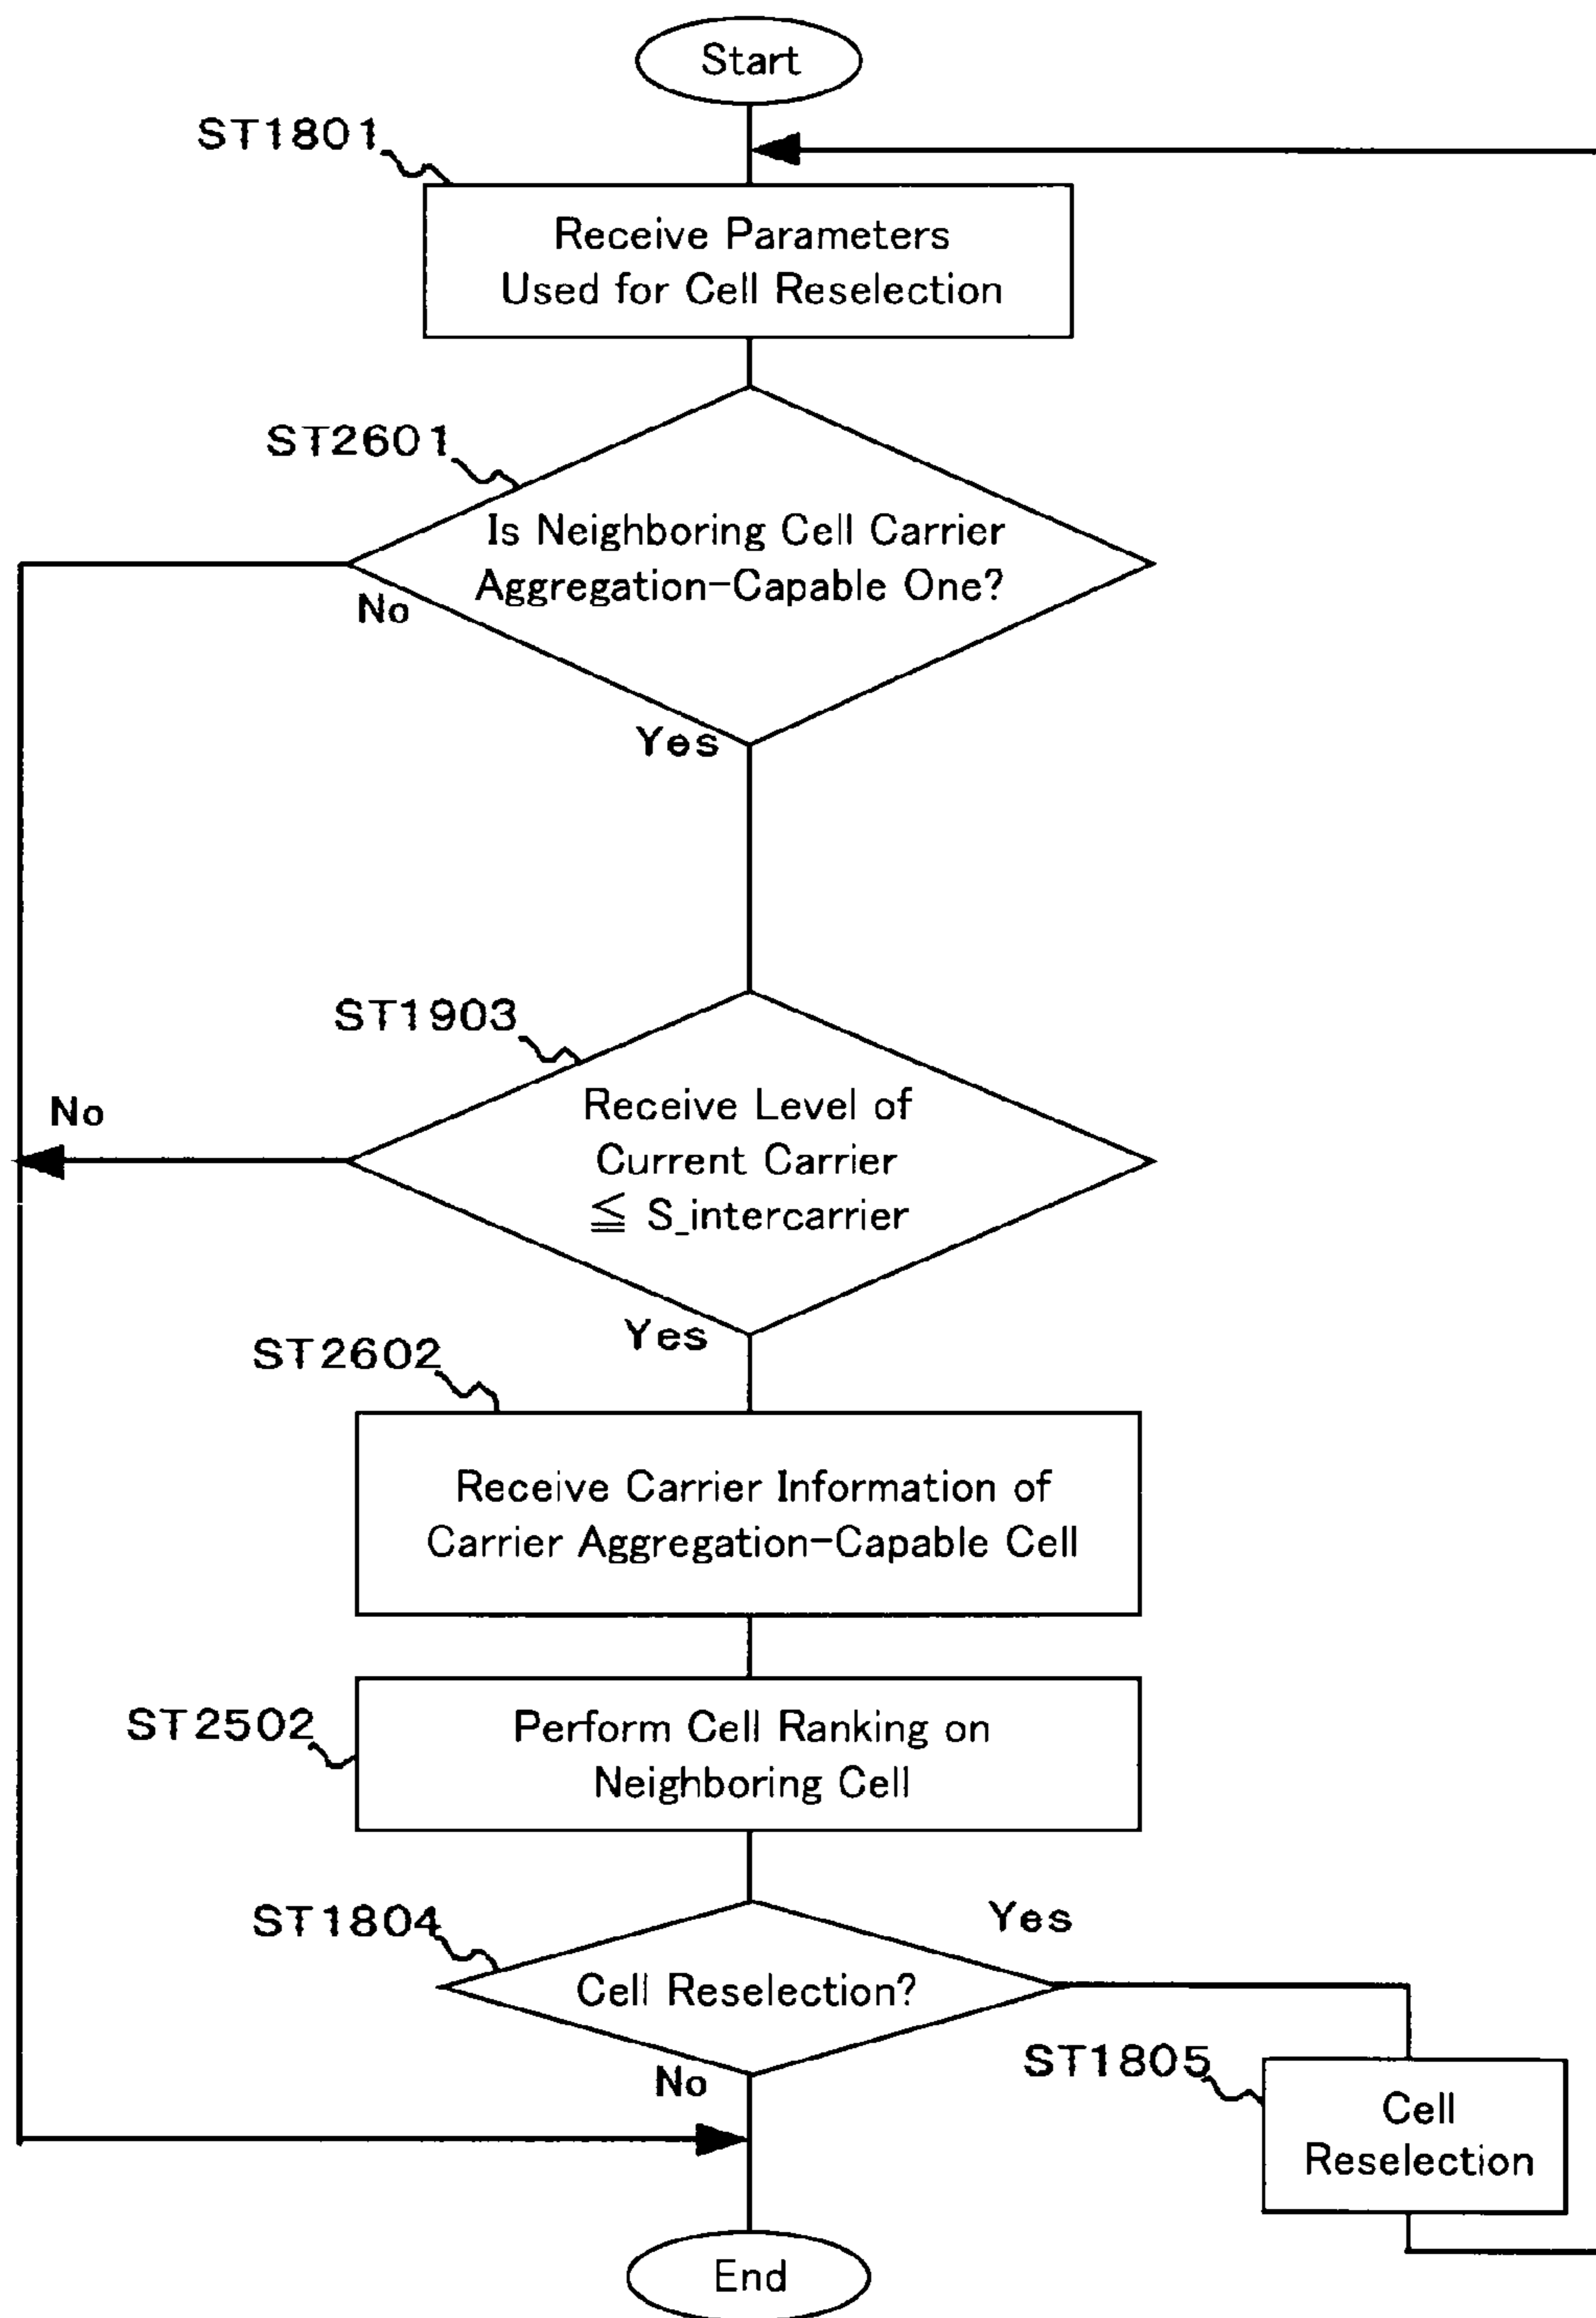 Start
ST1801
Receive Parameters
Used for Cell Reselection
ST2601
Is Neighboring Cell Carrier
Aggregation-Capable One?
No
Yes
ST1903
No
Receive Level of
Current Carrier
≦ S_intercarrier
Yes
ST2602
Receive Carrier Information of
Carrier Aggregation-Capable Cell
ST2502
Perform Cell Ranking on
Neighboring Cell
ST1804
Yes
Cell Reselection?
No
ST1805
Cell
Reselection
End